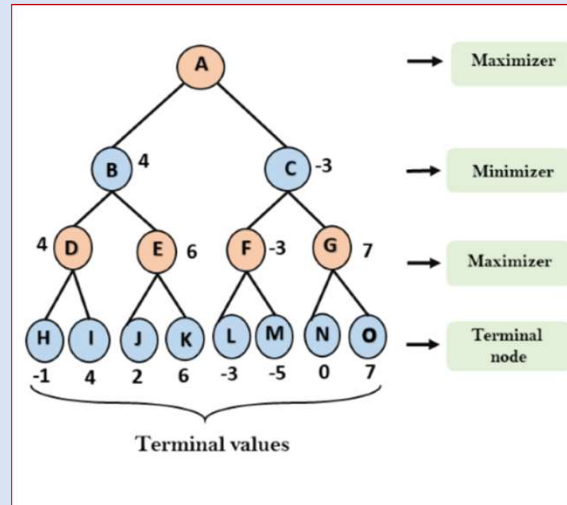 A
Maximizer
B 4 C -3
Minimizer
4 D E 6 F -3 G 7
Maximizer
H I J K L M N O
Terminal
node
-1 4 2 6 -3 -5 0 7
Terminal values